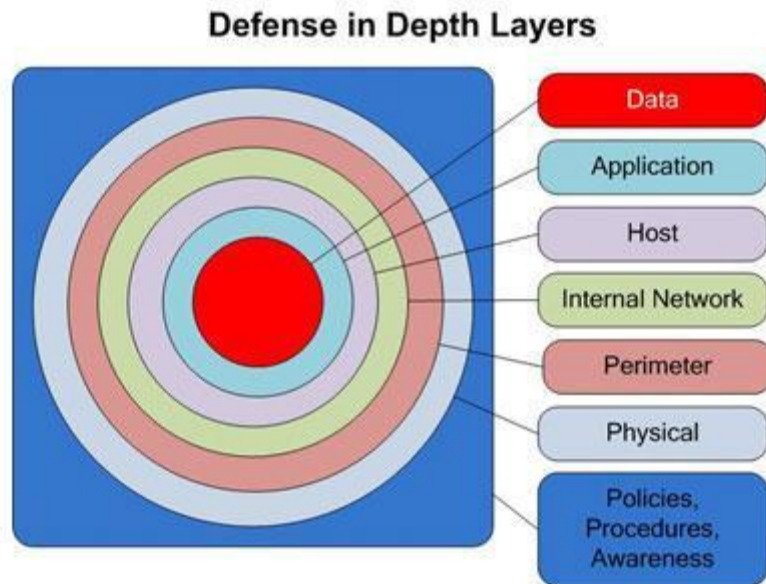 Defense in Depth Layers
Data
Application
Host
Internal Network
Perimeter
Physical
Policies,
Procedures,
Awareness